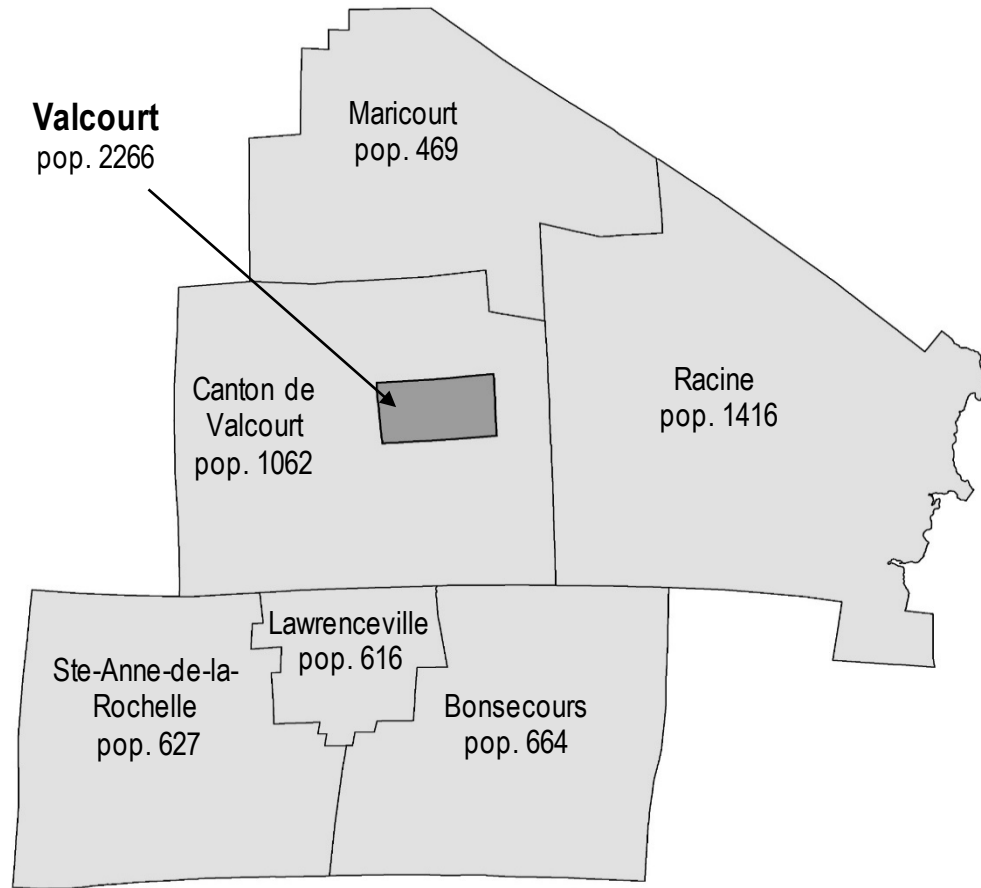 Valcourt
pop. 2266
Maricourt
pop. 469
Canton de
Valcourt
pop. 1062
Racine
pop. 1416
Lawrenceville
pop. 616
Ste-Anne-de-la-
Rochelle
pop. 627
Bonsecours
pop. 664